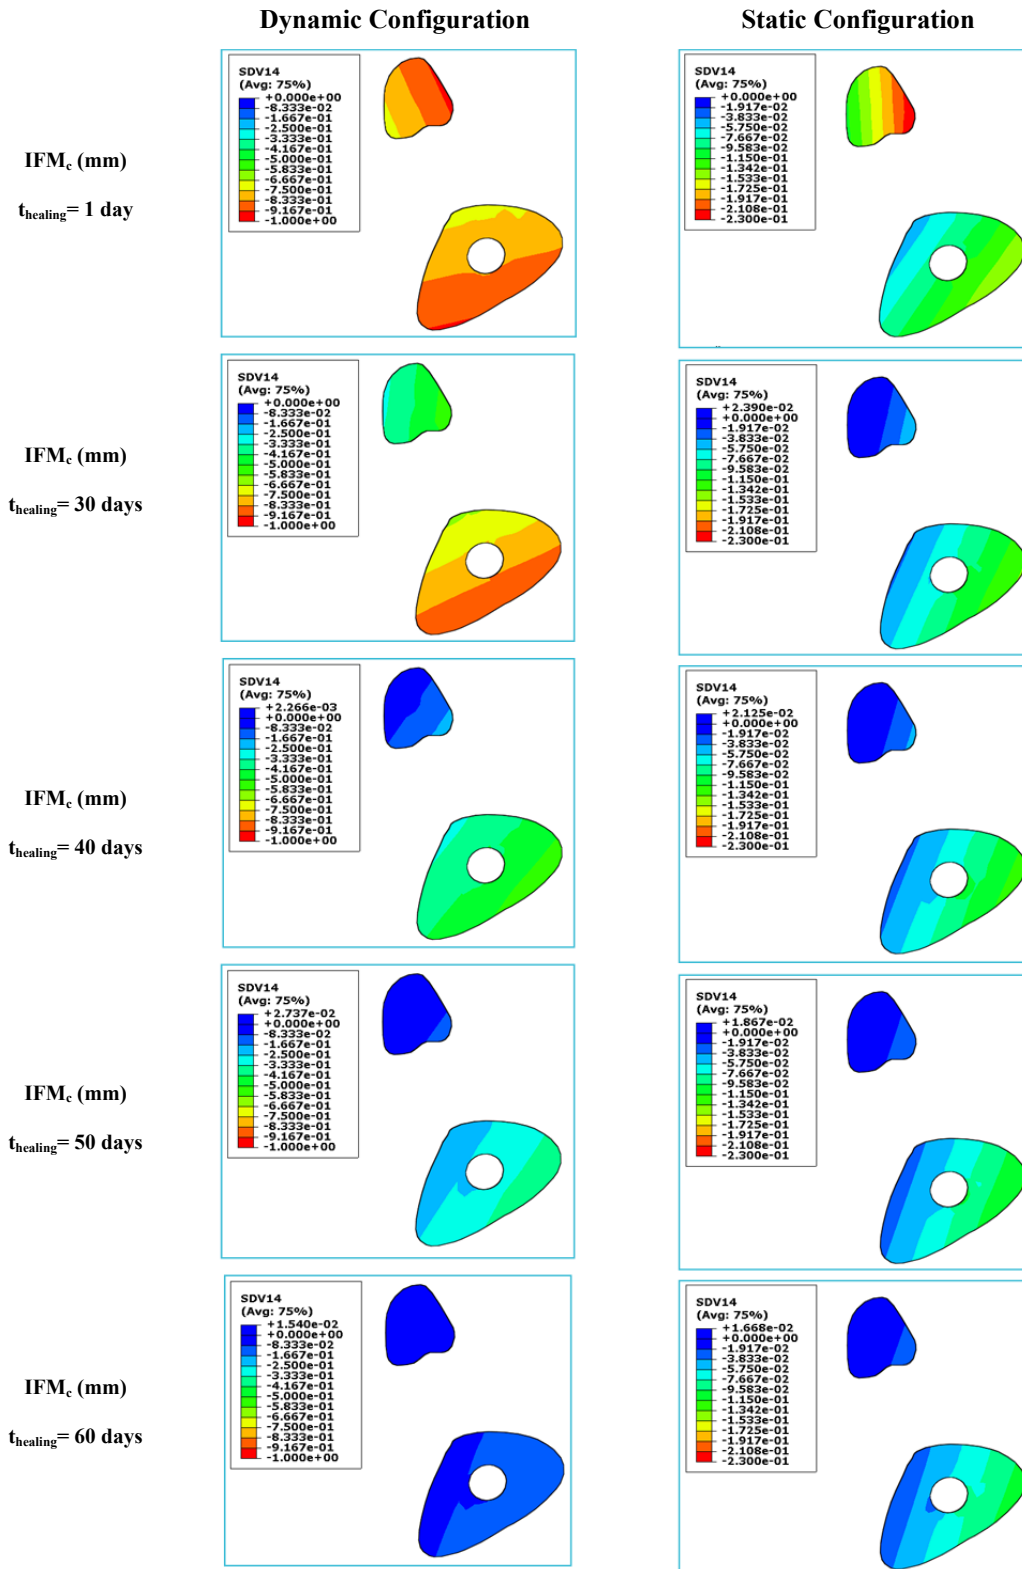 Dynamic Configuration
Static Configuration
IFMc (mm)
thealing= 1 day
SDV14
(Avg: 75%)
+0.000e+00
-8.333e-02
-1.667e-01
-2.500e-01
-3.333e-01
-4.167e-01
-5.000e-01
-5.833e-01
-6.667e-01
-7.500e-01
-8.333e-01
-9.167e-01
-1.000e+00
SDV14
(Avg: 75%)
+0.000e+00
-1.917e-02
-3.833e-02
-5.750e-02
-7.667e-02
-9.583e-02
-1.150e-01
-1.342e-01
-1.533e-01
-1.725e-01
-1.917e-01
-2.108e-01
-2.300e-01
IFMc (mm)
thealing= 30 days
SDV14
(Avg: 75%)
+0.000e+00
-8.333e-02
-1.667e-01
-2.500e-01
-3.333e-01
-4.167e-01
-5.000e-01
-5.833e-01
-6.667e-01
-7.500e-01
-8.333e-01
-9.167e-01
-1.000e+00
SDV14
(Avg: 75%)
+2.390e-02
+0.000e+00
-1.917e-02
-3.833e-02
-5.750e-02
-7.667e-02
-9.583e-02
-1.150e-01
-1.342e-01
-1.533e-01
-1.725e-01
-1.917e-01
-2.108e-01
-2.300e-01
IFMc (mm)
thealing= 40 days
SDV14
(Avg: 75%)
+2.266e-03
+0.000e+00
-8.333e-02
-1.667e-01
-2.500e-01
-3.333e-01
-4.167e-01
-5.000e-01
-5.833e-01
-6.667e-01
-7.500e-01
-8.333e-01
-9.167e-01
-1.000e+00
SDV14
(Avg: 75%)
+2.125e-02
+0.000e+00
-1.917e-02
-3.833e-02
-5.750e-02
-7.667e-02
-9.583e-02
-1.150e-01
-1.342e-01
-1.533e-01
-1.725e-01
-1.917e-01
-2.108e-01
-2.300e-01
IFMc (mm)
thealing= 50 days
SDV14
(Avg: 75%)
+2.737e-02
+0.000e+00
-8.333e-02
-1.667e-01
-2.500e-01
-3.333e-01
-4.167e-01
-5.000e-01
-5.833e-01
-6.667e-01
-7.500e-01
-8.333e-01
-9.167e-01
-1.000e+00
SDV14
(Avg: 75%)
+1.867e-02
+0.000e+00
-1.917e-02
-3.833e-02
-5.750e-02
-7.667e-02
-9.583e-02
-1.150e-01
-1.342e-01
-1.533e-01
-1.725e-01
-1.917e-01
-2.108e-01
-2.300e-01
IFMc (mm)
thealing= 60 days
SDV14
(Avg: 75%)
+1.540e-02
+0.000e+00
-8.333e-02
-1.667e-01
-2.500e-01
-3.333e-01
-4.167e-01
-5.000e-01
-5.833e-01
-6.667e-01
-7.500e-01
-8.333e-01
-9.167e-01
-1.000e+00
SDV14
(Avg: 75%)
+1.668e-02
+0.000e+00
-1.917e-02
-3.833e-02
-5.750e-02
-7.667e-02
-9.583e-02
-1.150e-01
-1.342e-01
-1.533e-01
-1.725e-01
-1.917e-01
-2.108e-01
-2.300e-01